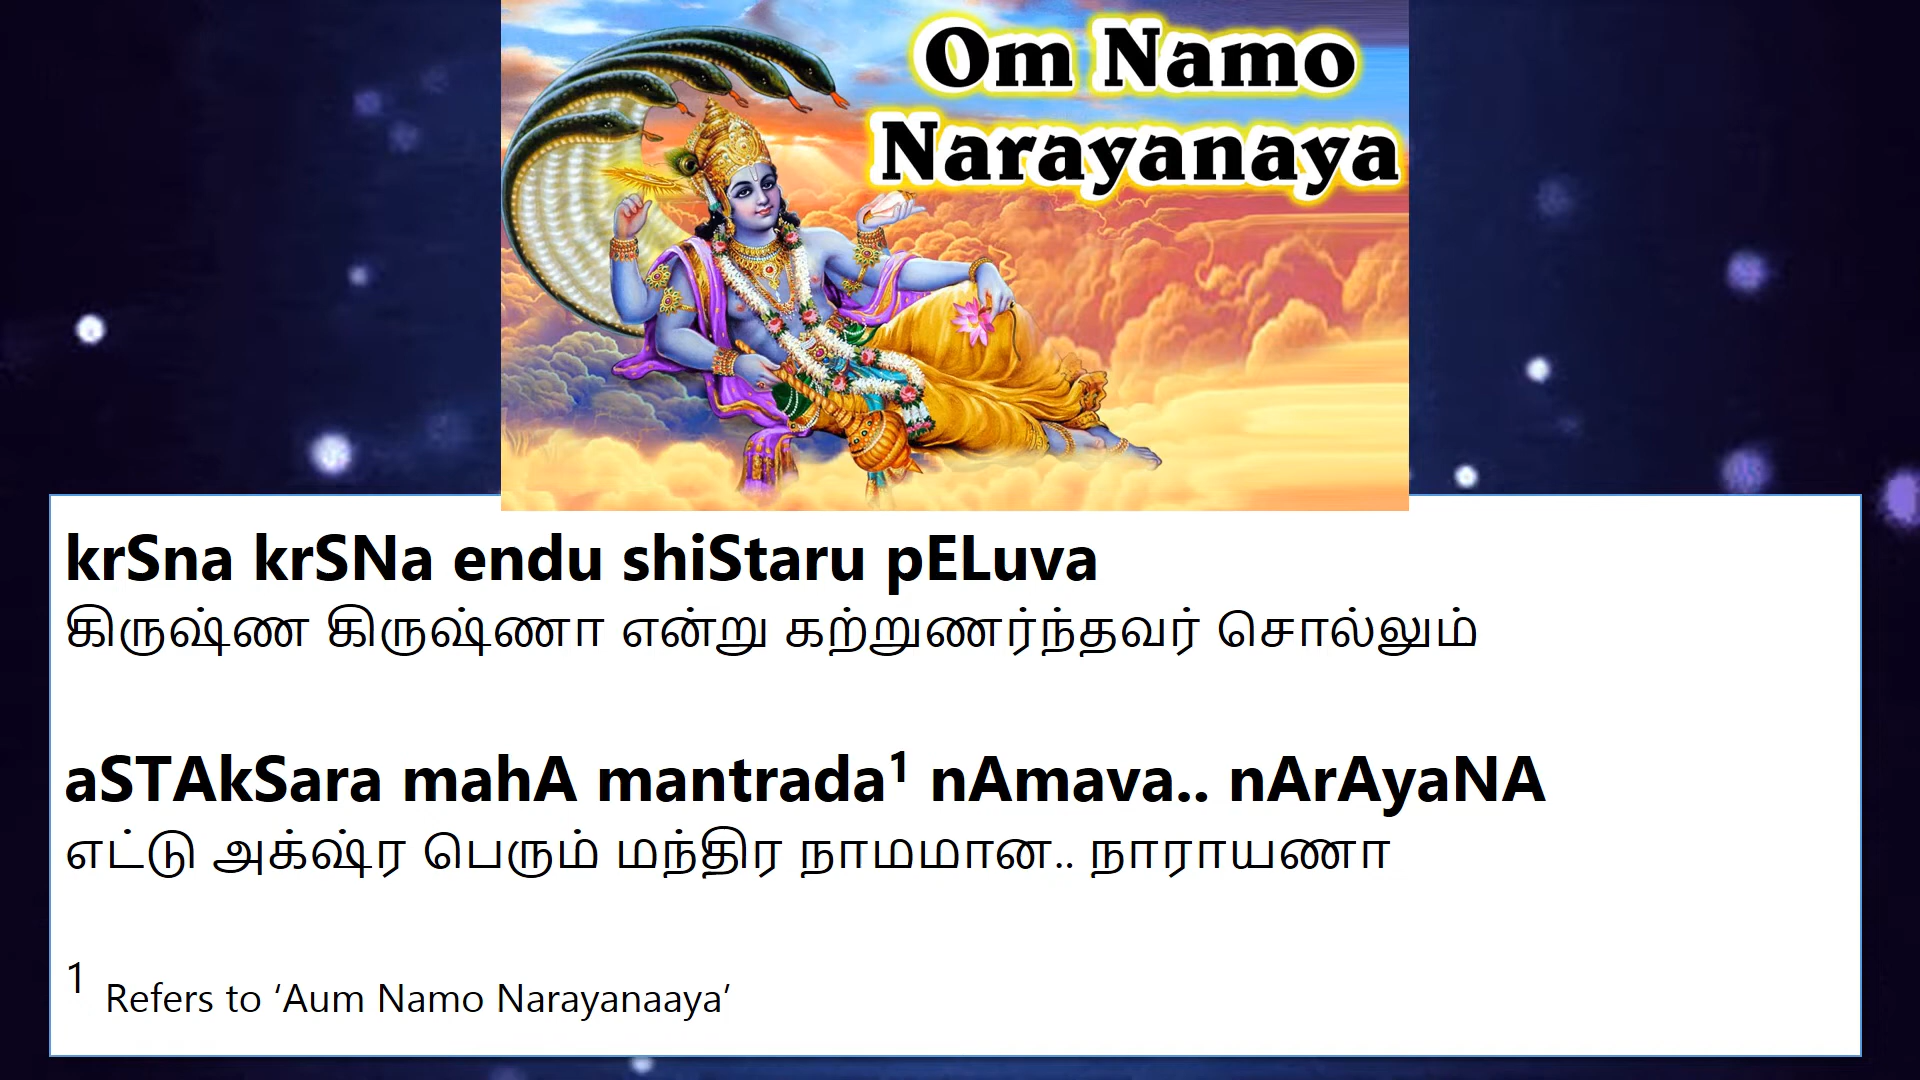 Om Namo
Narayanaya
krSna krSNa endu shiStaru pELuva
கிருஷ்ண கிருஷ்ணா என்று கற்றுணர்ந்தவர் சொல்லும்
aSTAkSara mahA mantrada¹ nAmava.. nArAyaNA
எட்டு அக்ஷ்ர பெரும் மந்திர நாமமான.. நாராயணா
¹ Refers to ‘Aum Namo Narayanaaya’